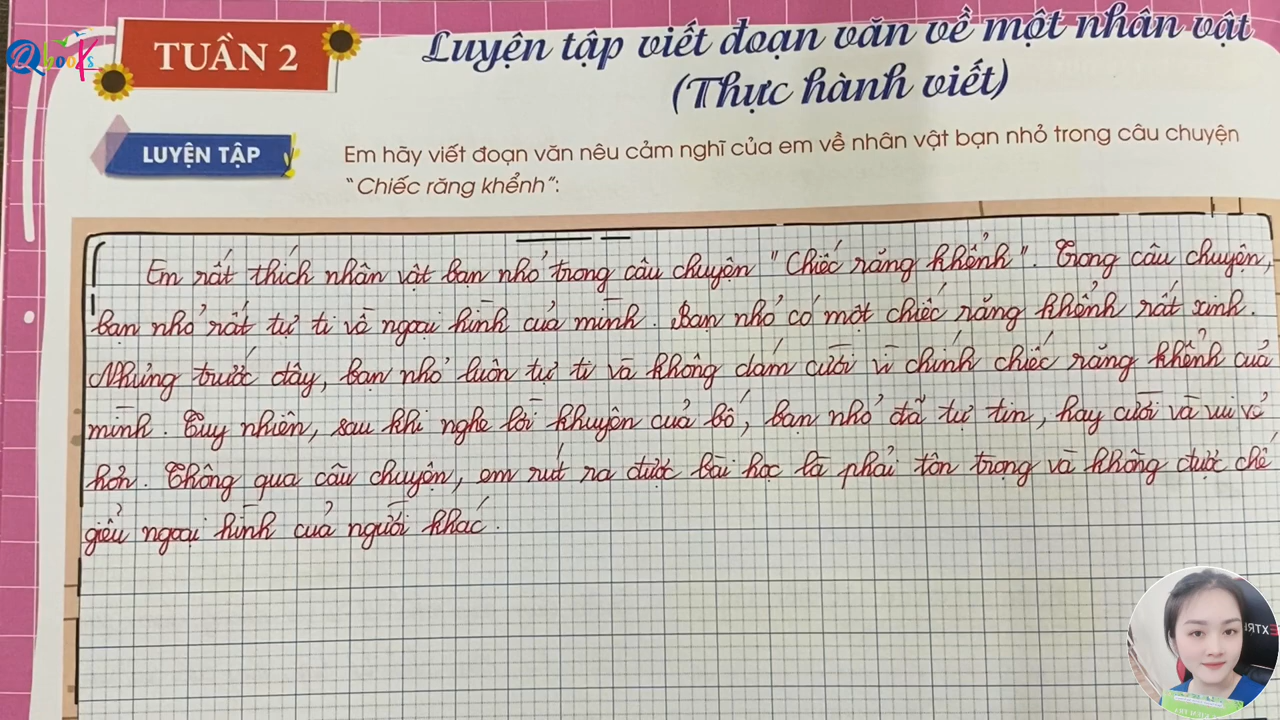 Qbooks
TUẦN 2
Luyện tập viết đoạn văn về một nhân vật
(Thực hành viết)
LUYỆN TẬP
Em hãy viết đoạn văn nêu cảm nghĩ của em về nhân vật bạn nhỏ trong câu chuyện
“Chiếc răng khểnh”:
Em rất thích nhân vật bạn nhỏ trong câu chuyện "Chiếc răng khểnh". Trong câu chuyện,
bạn nhỏ rất tự ti về ngoại hình của mình. Bạn nhỏ có một chiếc răng khểnh rất xinh.
Nhưng trước đây, bạn nhỏ luôn tự ti và không dám cười vì chính chiếc răng khểnh của
mình. Tuy nhiên, sau khi nghe lời khuyên của bố, bạn nhỏ đã tự tin, hay cười và vui vẻ
hơn. Thông qua câu chuyện, em rút ra được bài học là phải tôn trọng và không được chế
giễu ngoại hình của người khác.